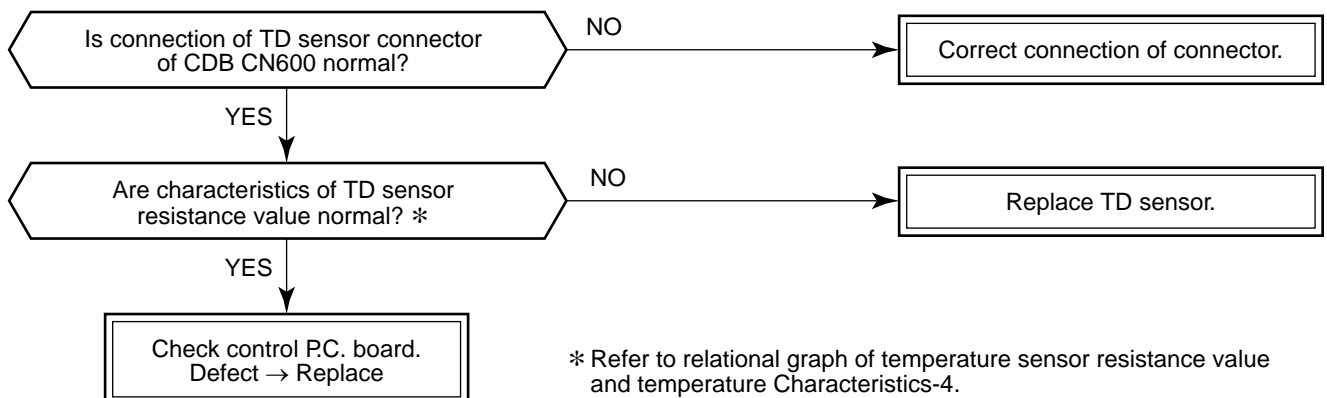 Is connection of TD sensor connector
of CDB CN600 normal?
NO
Correct connection of connector.
YES
Are characteristics of TD sensor
resistance value normal? ∗
NO
Replace TD sensor.
YES
Check control P.C. board.
Defect → Replace
∗ Refer to relational graph of temperature sensor resistance value
and temperature Characteristics-4.